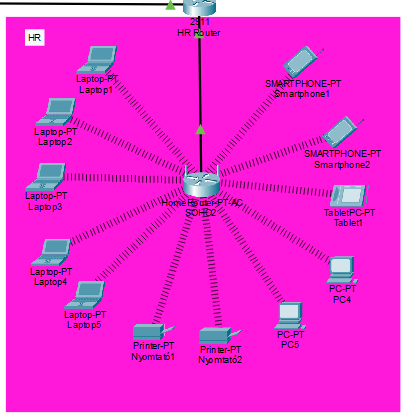 2911
HR Router
HR
Laptop-PT
Laptop1
SMARTPHONE-PT
Smartphone1
Laptop-PT
Laptop2
SMARTPHONE-PT
Smartphone2
Laptop-PT
Laptop3
HomeRouter-PT-AC
SOHO2
TabletPC-PT
Tablet1
Laptop-PT
Laptop4
PC-PT
PC4
Laptop-PT
Laptop5
PC-PT
PC5
Printer-PT
Nyomtató1
Printer-PT
Nyomtató2